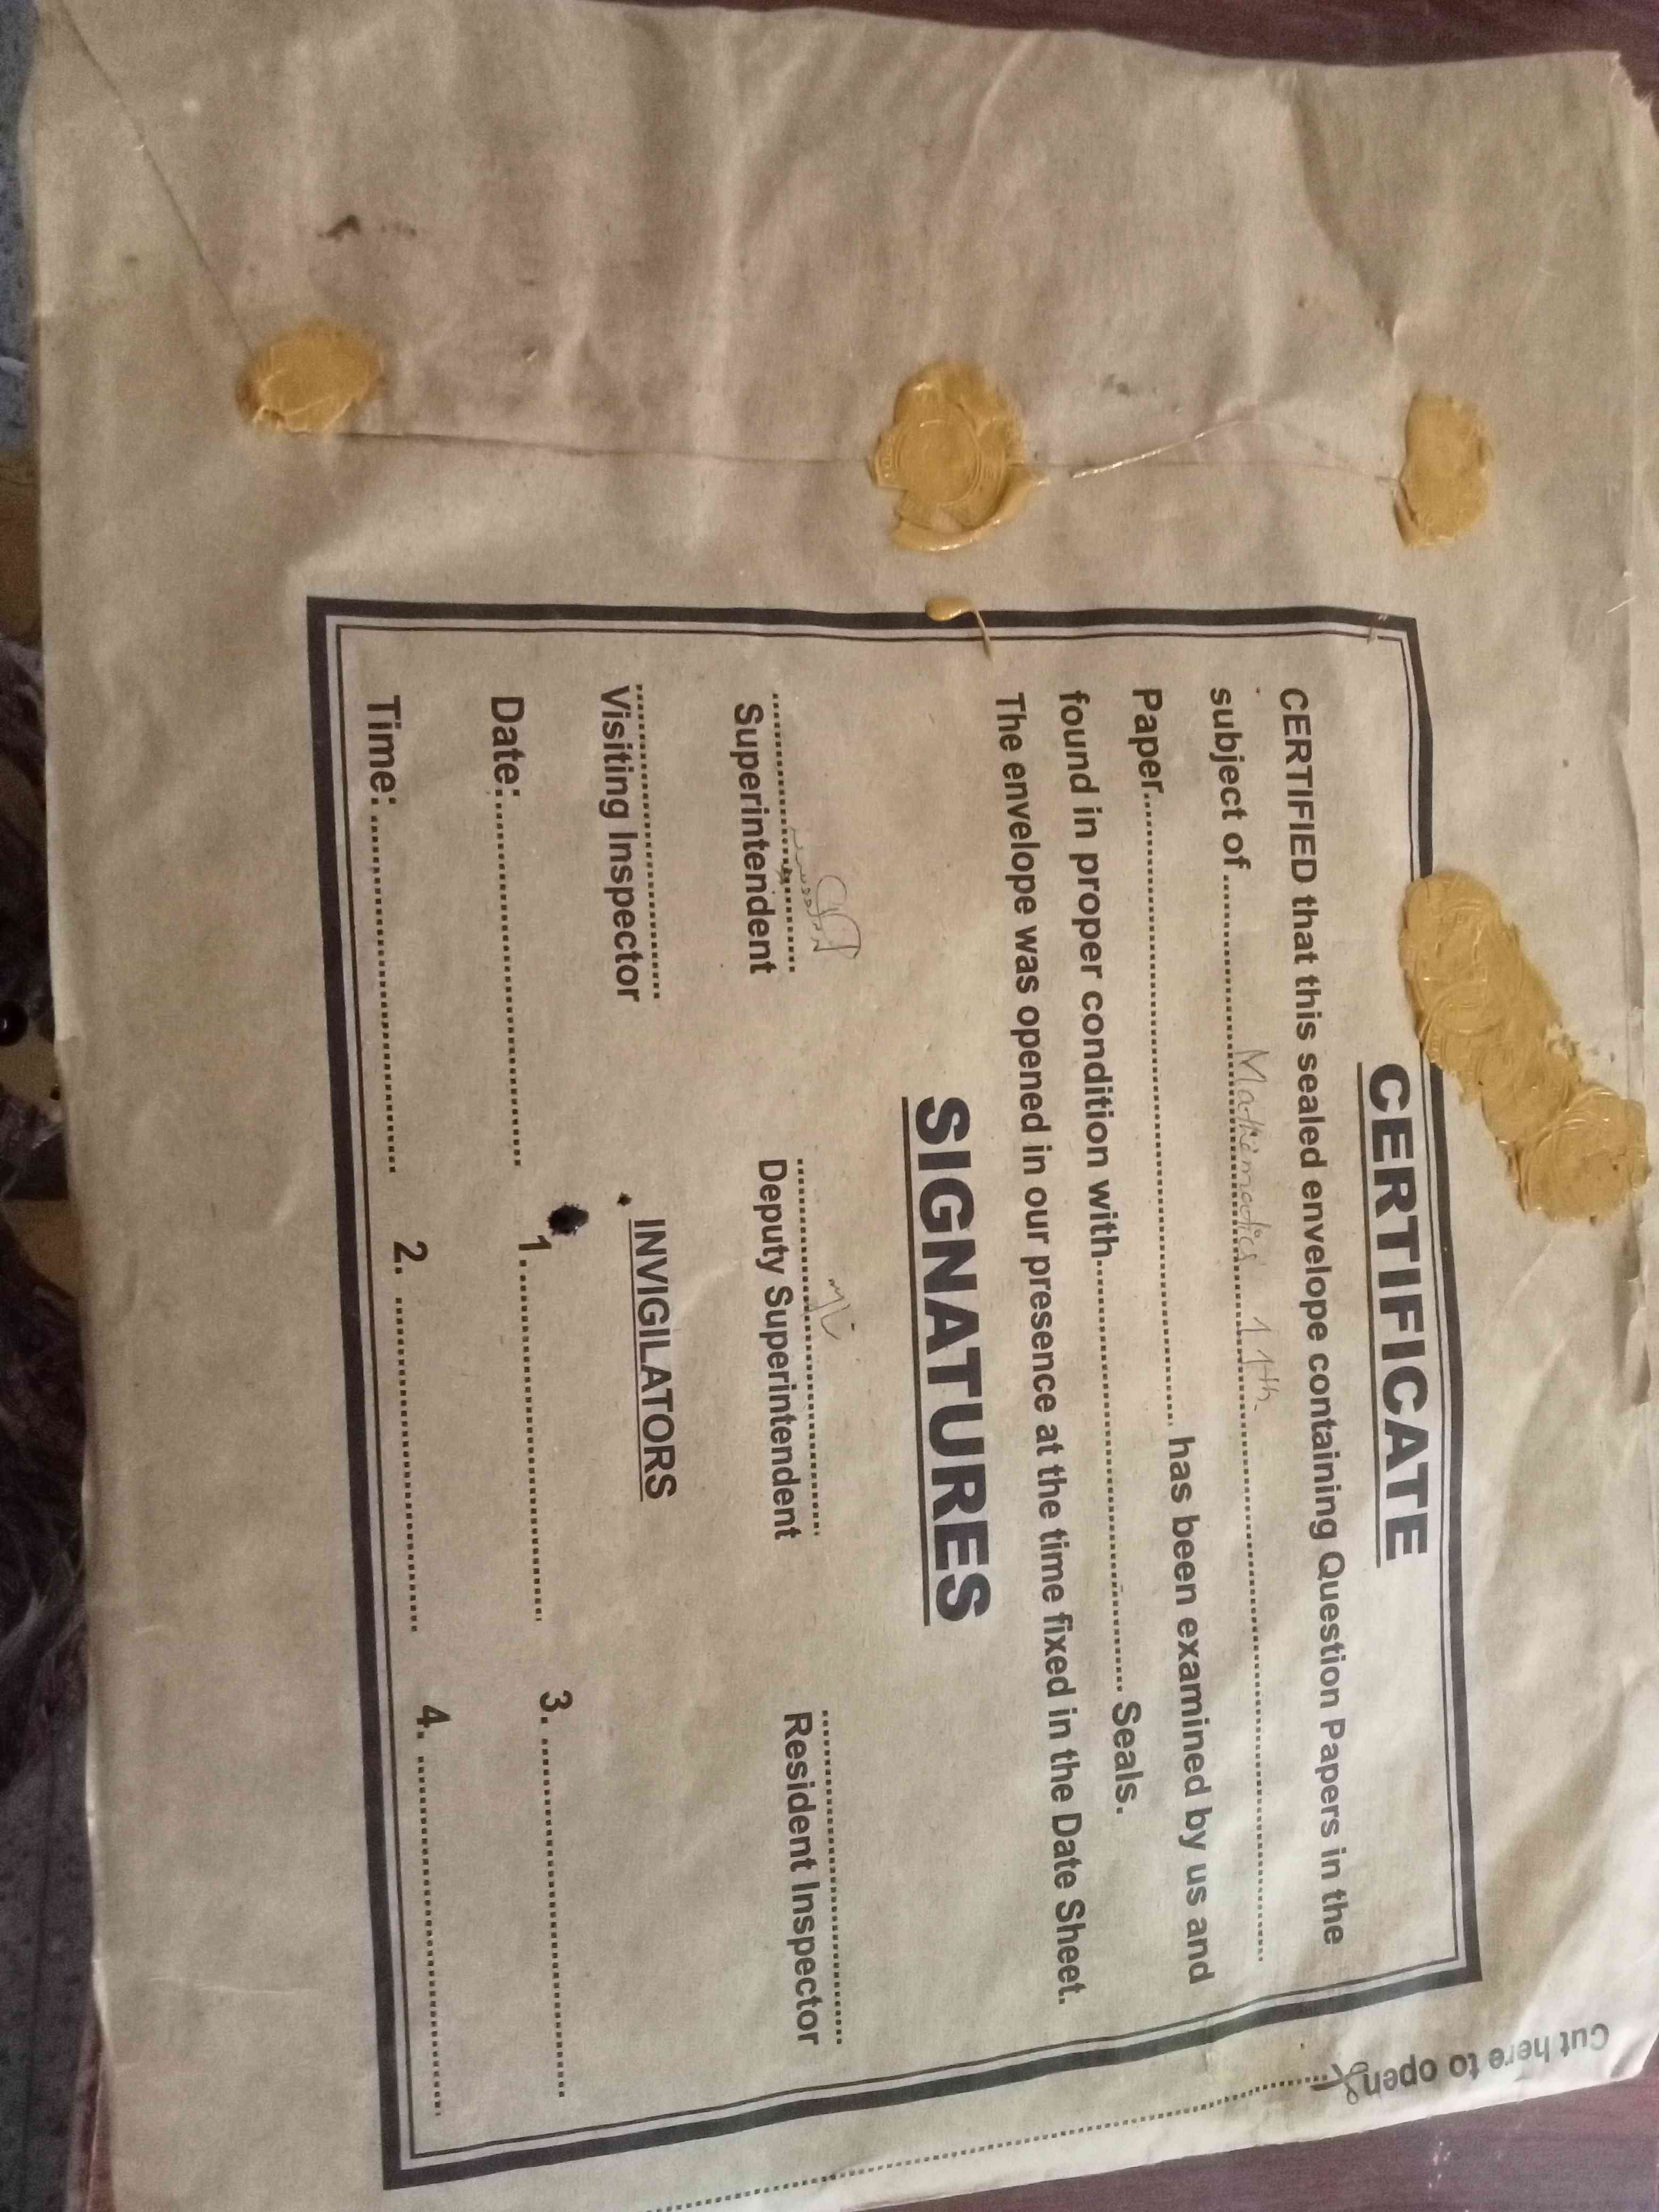 CERTIFICATE
CERTIFIED that this sealed envelope containing Question Papers in the
subject of.......... Mathematics 11th ..........
Paper.......... has been examined by us and
found in proper condition with.......... Seals.
The envelope was opened in our presence at the time fixed in the Date Sheet.
SIGNATURES
Superintendent Deputy Superintendent Resident Inspector
Visiting Inspector INVIGILATORS
Date:.......... 1. .......... 3. ..........
Time: .......... 2. .......... 4. ..........
Cut here to open